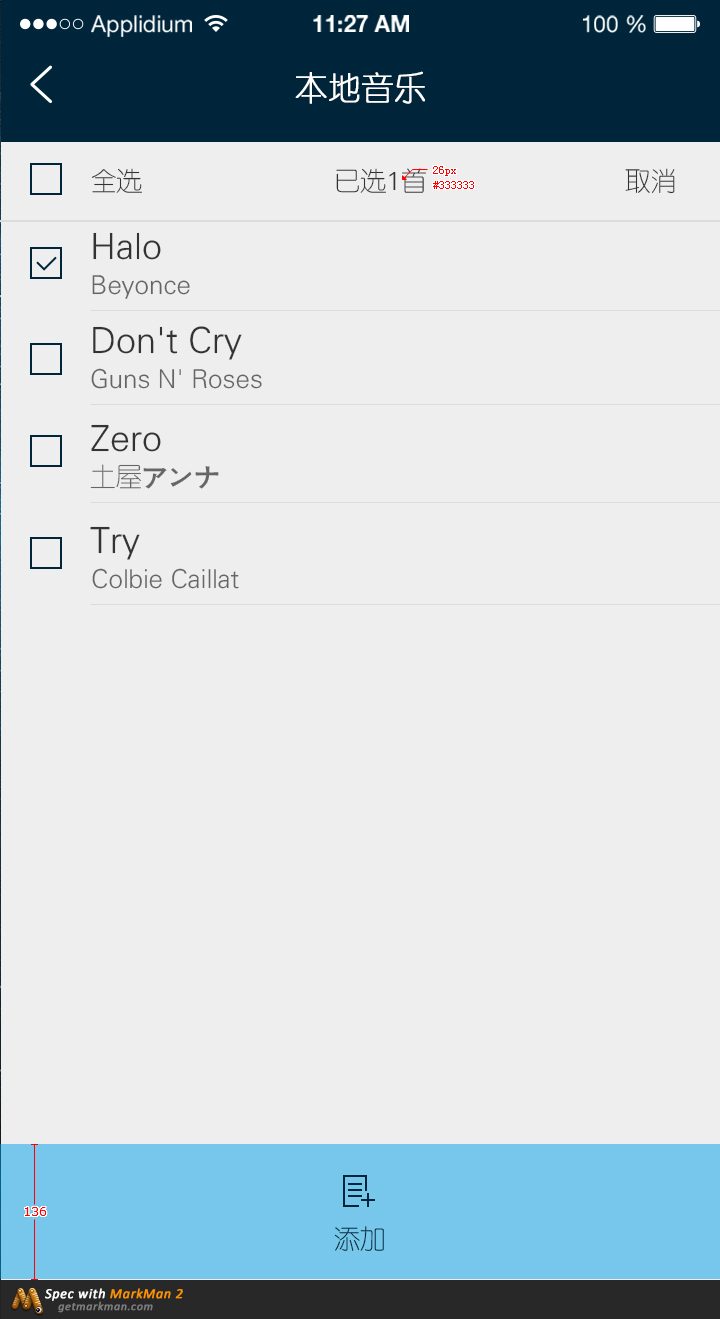 Applidium 11:27 AM 100 %
本地音乐
全选 已选1首 26px #333333 取消
Halo
Beyonce
Don't Cry
Guns N' Roses
Zero
土屋アンナ
Try
Colbie Caillat
136
添加
Spec with MarkMan 2
getmarkman.com